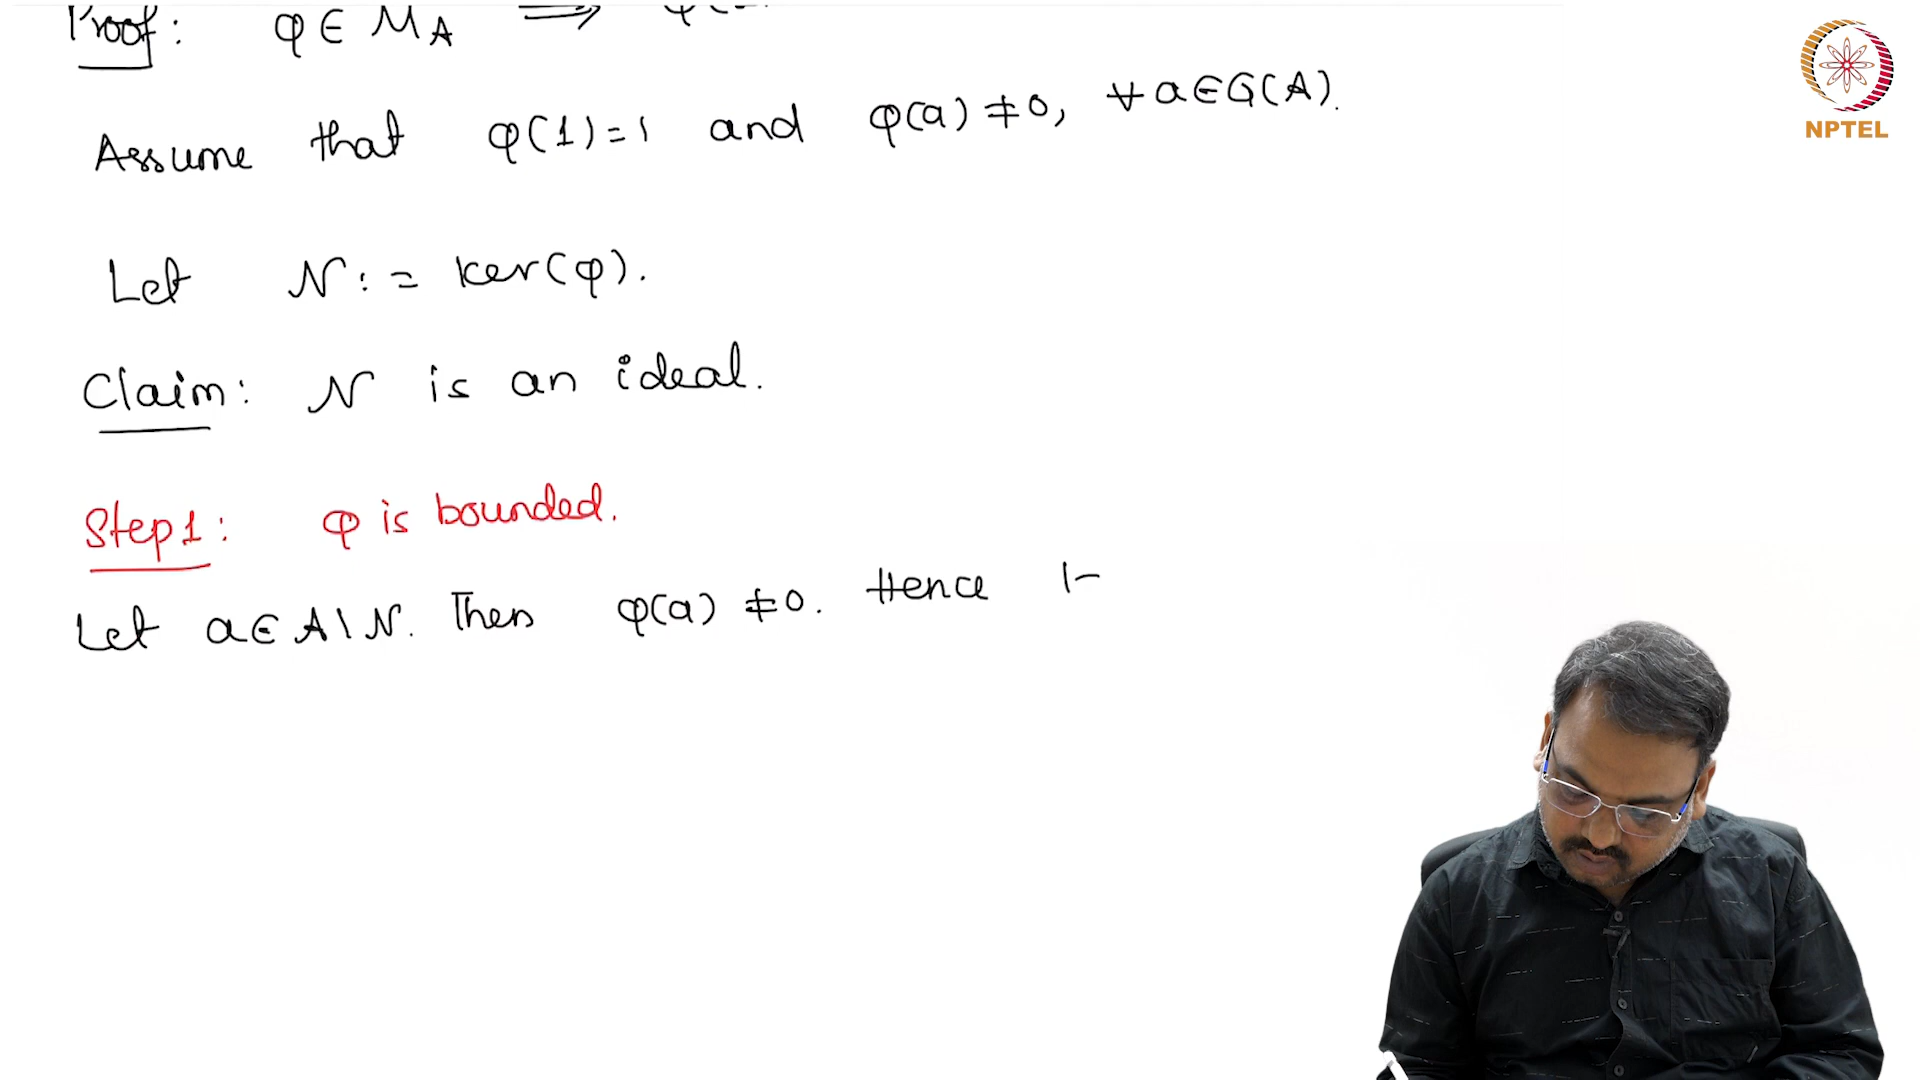 Proof: φ ∈ M_A ⟹
Assume that φ(1)=1 and φ(a) ≠ 0, ∀ a ∈ G(A).
Let N := ker(φ).
Claim: N is an ideal.
Step 1: φ is bounded.
Let a ∈ A \ N. Then φ(a) ≠ 0. Hence 1-
NPTEL